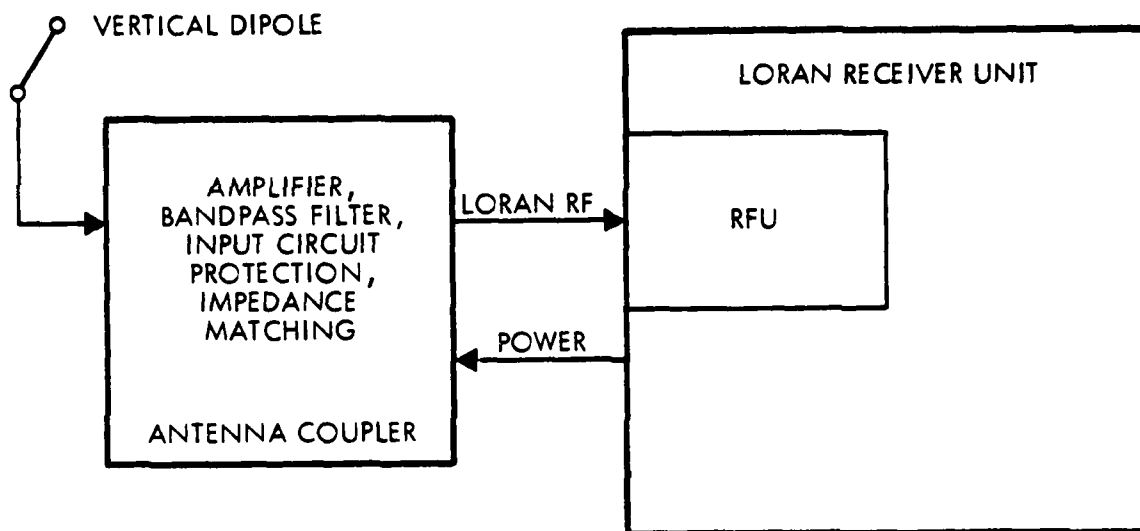 VERTICAL DIPOLE
LORAN RECEIVER UNIT
AMPLIFIER,
BANDPASS FILTER,
INPUT CIRCUIT
PROTECTION,
IMPEDANCE
MATCHING
LORAN RF
RFU
POWER
ANTENNA COUPLER